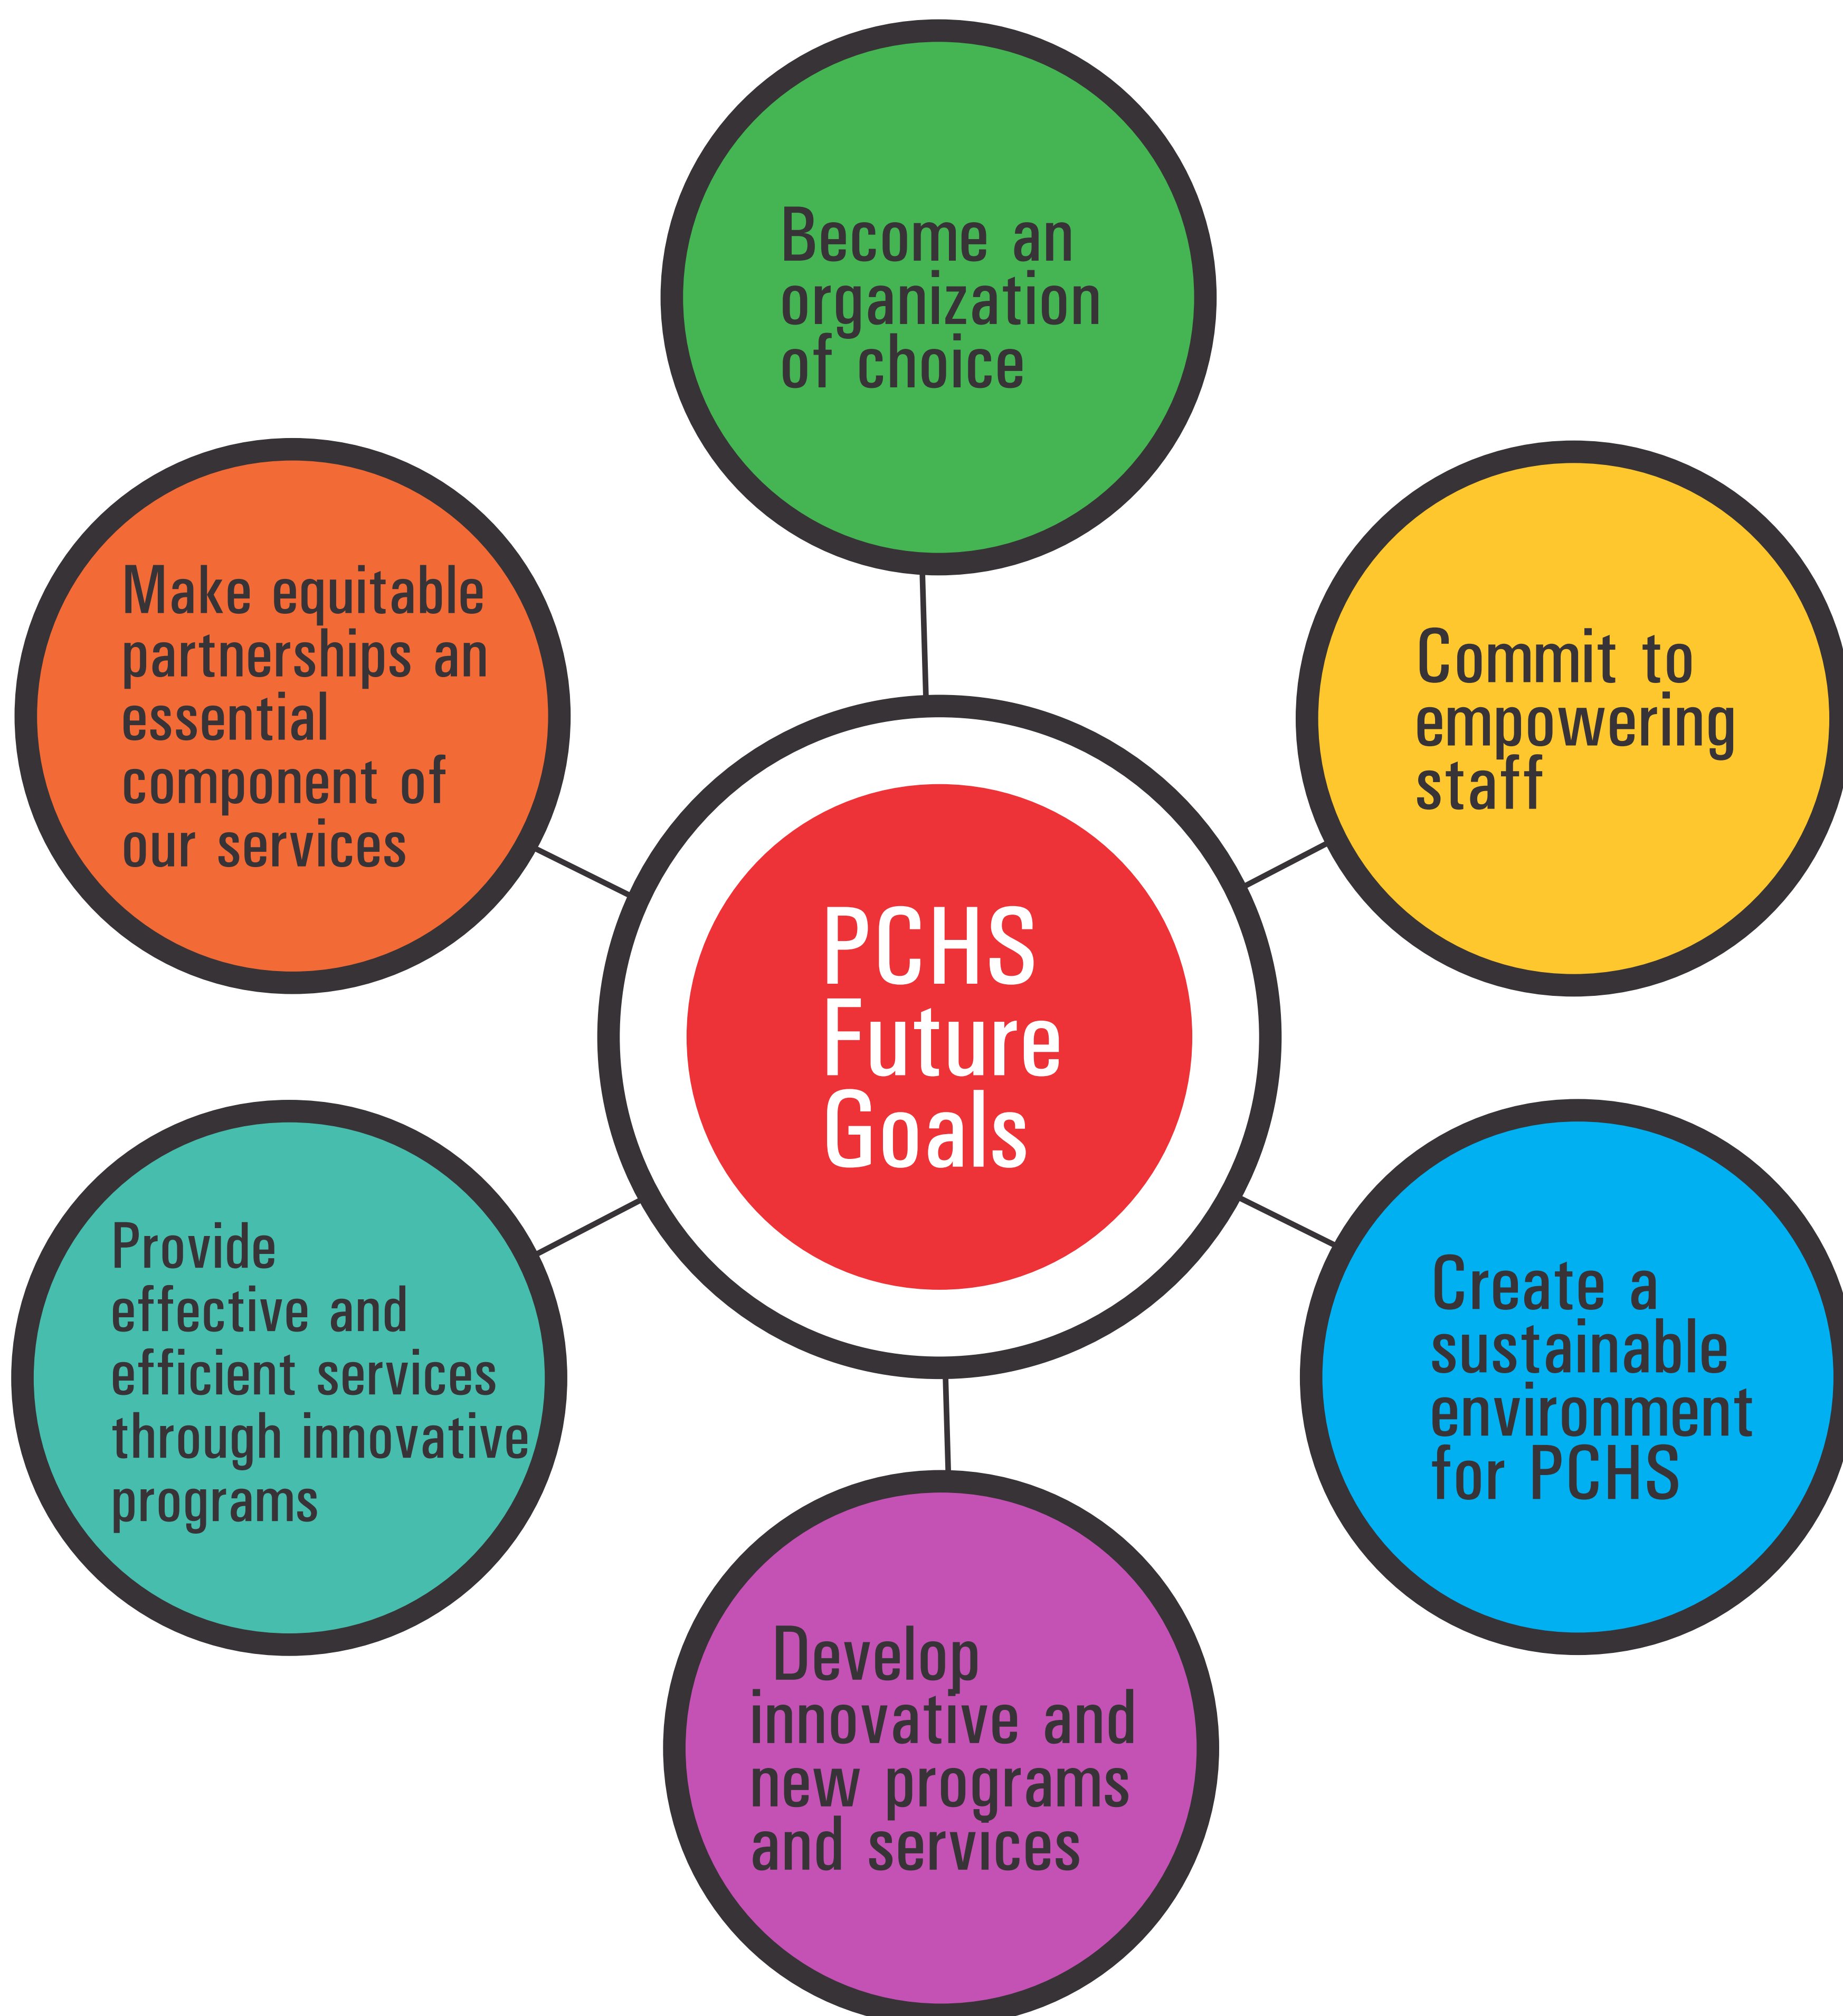 Become an
organization
of choice
Make equitable
partnerships an
essential
component of
our services
Commit to
empowering
staff
PCHS
Future
Goals
Provide
effective and
efficient services
through innovative
programs
Create a
sustainable
environment
for PCHS
Develop
innovative and
new programs
and services